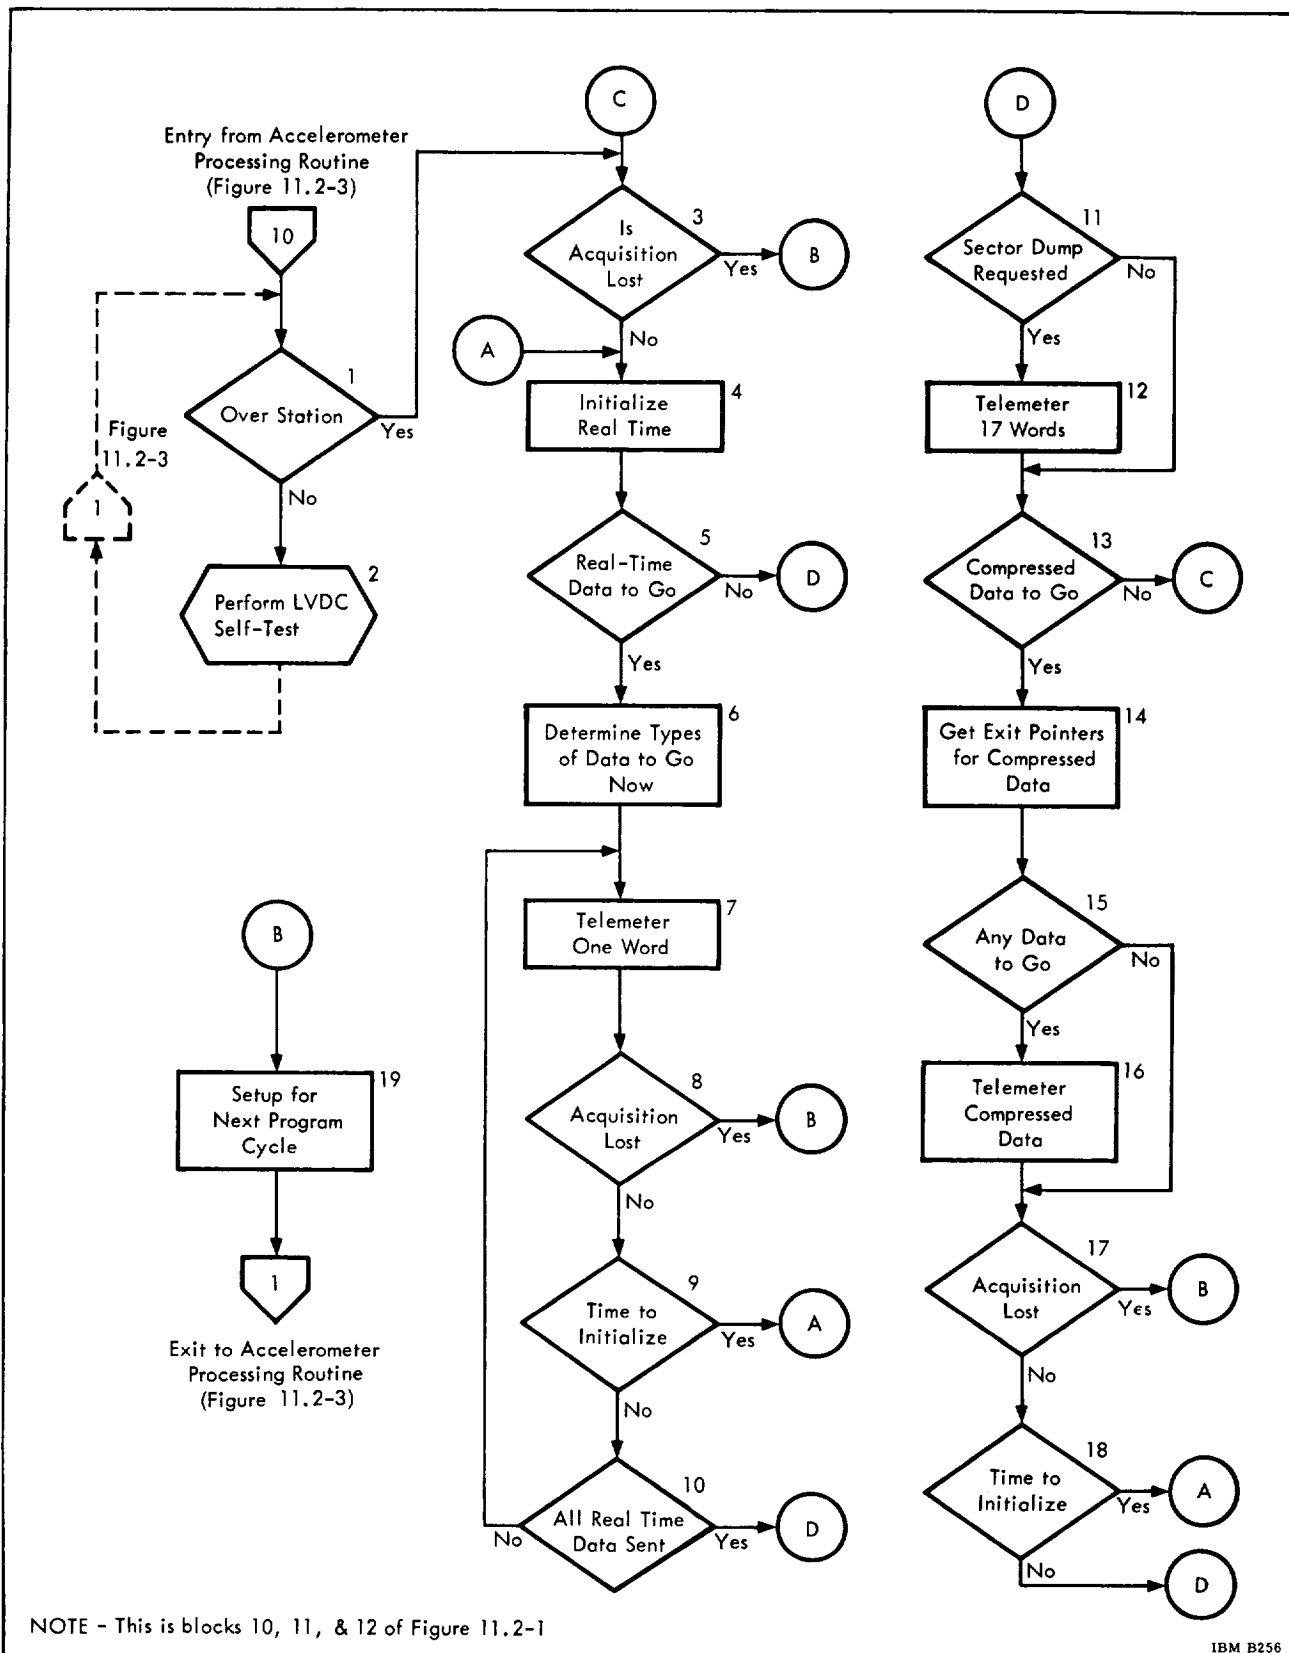 Entry from Accelerometer
Processing Routine
(Figure 11.2-3)
10
1
Over Station
Yes
No
Figure
11.2-3
1
2
Perform LVDC
Self-Test
B
19
Setup for
Next Program
Cycle
1
Exit to Accelerometer
Processing Routine
(Figure 11.2-3)
C
3
Is
Acquisition
Lost
Yes
B
No
A
4
Initialize
Real Time
5
Real-Time
Data to Go
No
D
Yes
6
Determine Types
of Data to Go
Now
7
Telemeter
One Word
8
Acquisition
Lost
Yes
B
No
9
Time to
Initialize
Yes
A
No
10
All Real Time
Data Sent
No
Yes
D
D
11
Sector Dump
Requested
No
Yes
12
Telemeter
17 Words
13
Compressed
Data to Go
No
C
Yes
14
Get Exit Pointers
for Compressed
Data
15
Any Data
to Go
No
Yes
16
Telemeter
Compressed
Data
17
Acquisition
Lost
Yes
B
No
18
Time to
Initialize
Yes
A
No
D
NOTE - This is blocks 10, 11, & 12 of Figure 11.2-1
IBM B256